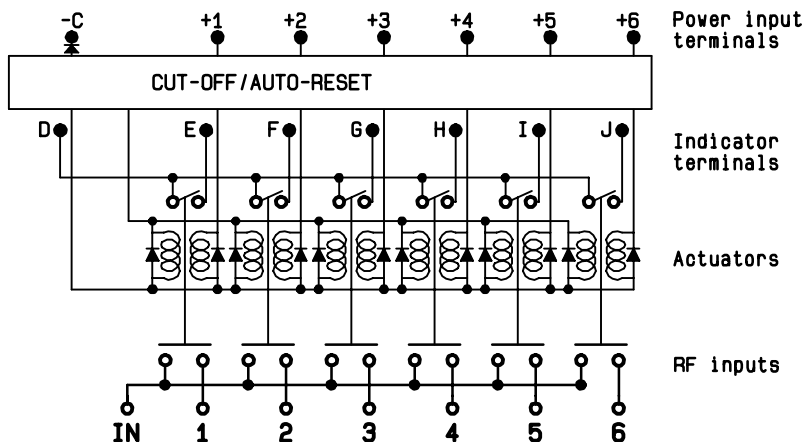 -C +1 +2 +3 +4 +5 +6 Power input
terminals
CUT-OFF/AUTO-RESET
D E F G H I J Indicator
terminals
Actuators
RF inputs
IN 1 2 3 4 5 6